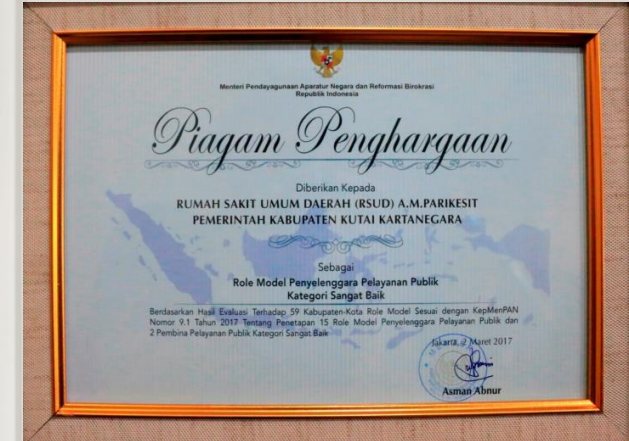 Menteri Pendayagunaan Aparatur Negara dan Reformasi Birokrasi
Republik Indonesia
Piagam Penghargaan
Diberikan Kepada
RUMAH SAKIT UMUM DAERAH (RSUD) A.M.PARIKESIT
PEMERINTAH KABUPATEN KUTAI KARTANEGARA
Sebagai
Role Model Penyelenggara Pelayanan Publik
Kategori Sangat Baik
Berdasarkan Hasil Evaluasi Terhadap 59 Kabupaten-Kota Role Model Sesuai dengan KepMenPAN
Nomor 9.1 Tahun 2017 Tentang Penetapan 15 Role Model Penyelenggara Pelayanan Publik dan
2 Pembina Pelayanan Publik Kategori Sangat Baik
Jakarta, 2 Maret 2017
Asman Abnur